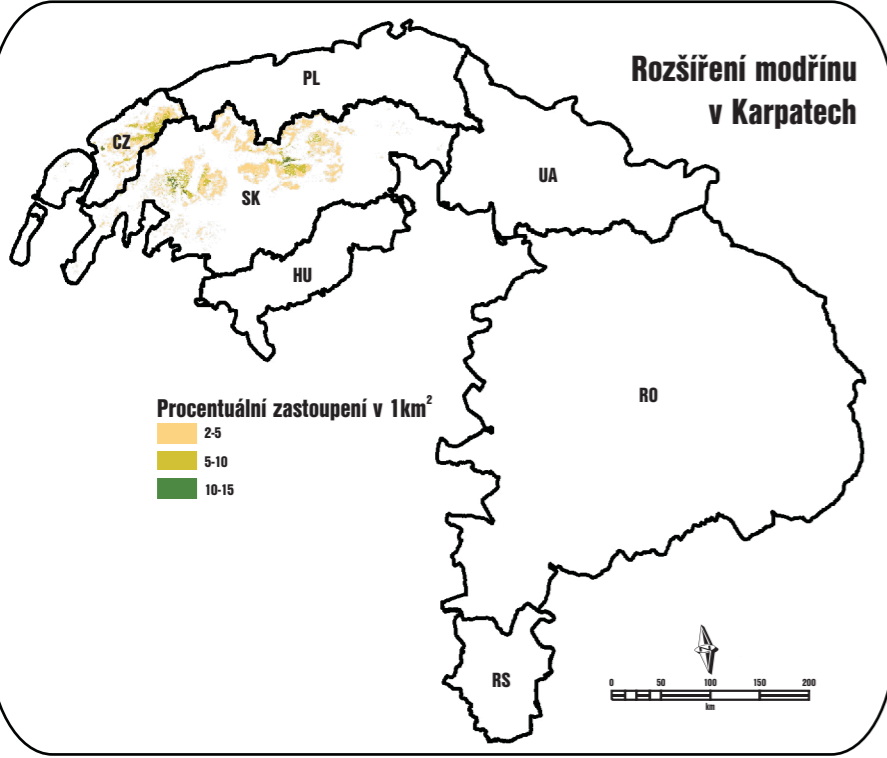 Rozšíření modřínu
v Karpatech
PL
CZ
UA
SK
HU
RO
Procentuální zastoupení v 1km²
2-5
5-10
10-15
RS
0 50 100 150 200
km